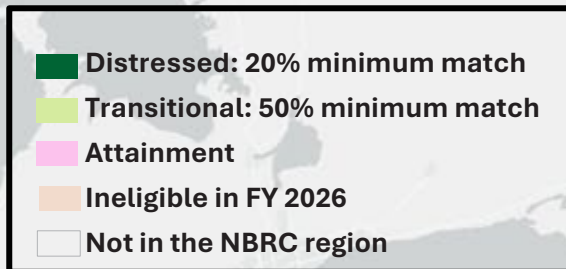 Distressed: 20% minimum match
Transitional: 50% minimum match
Attainment
Ineligible in FY 2026
Not in the NBRC region